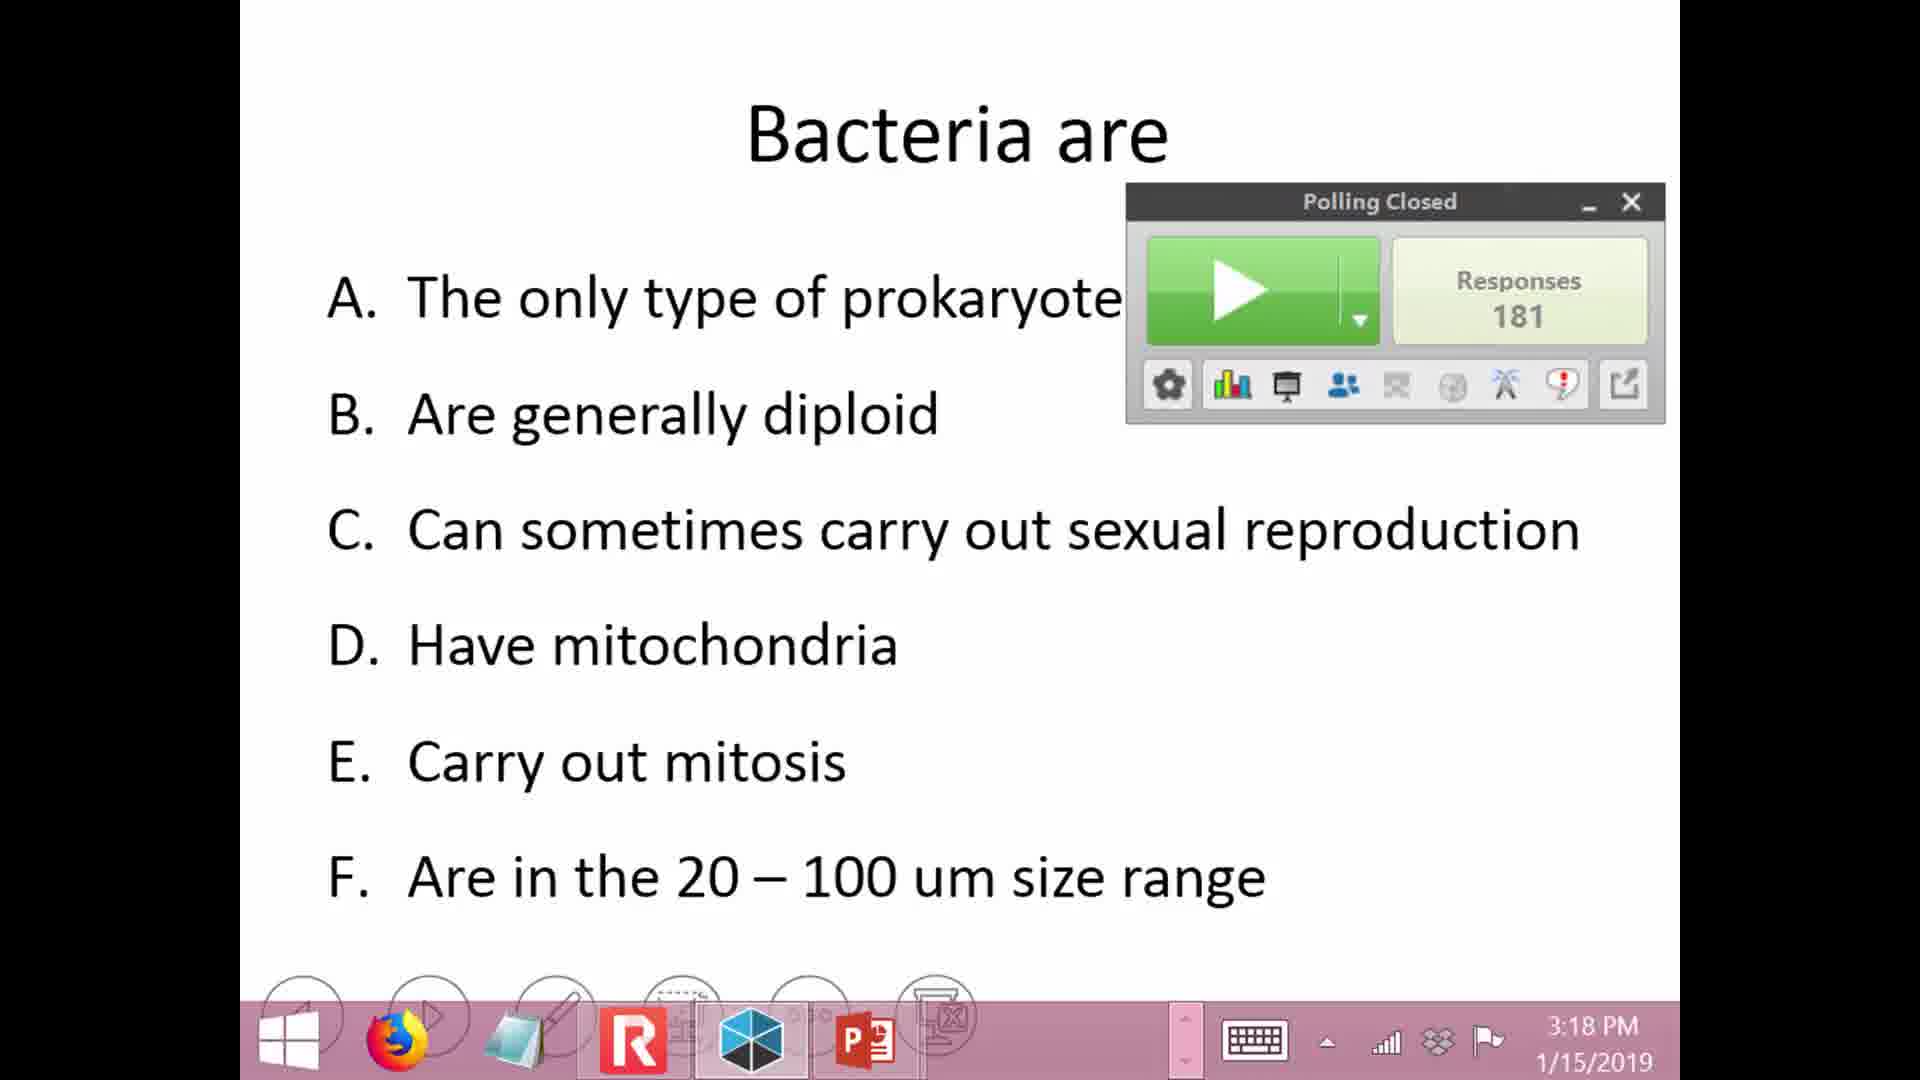 Bacteria are
Polling Closed
Responses
181
A. The only type of prokaryote
B. Are generally diploid
C. Can sometimes carry out sexual reproduction
D. Have mitochondria
E. Carry out mitosis
F. Are in the 20 – 100 um size range
3:18 PM
1/15/2019